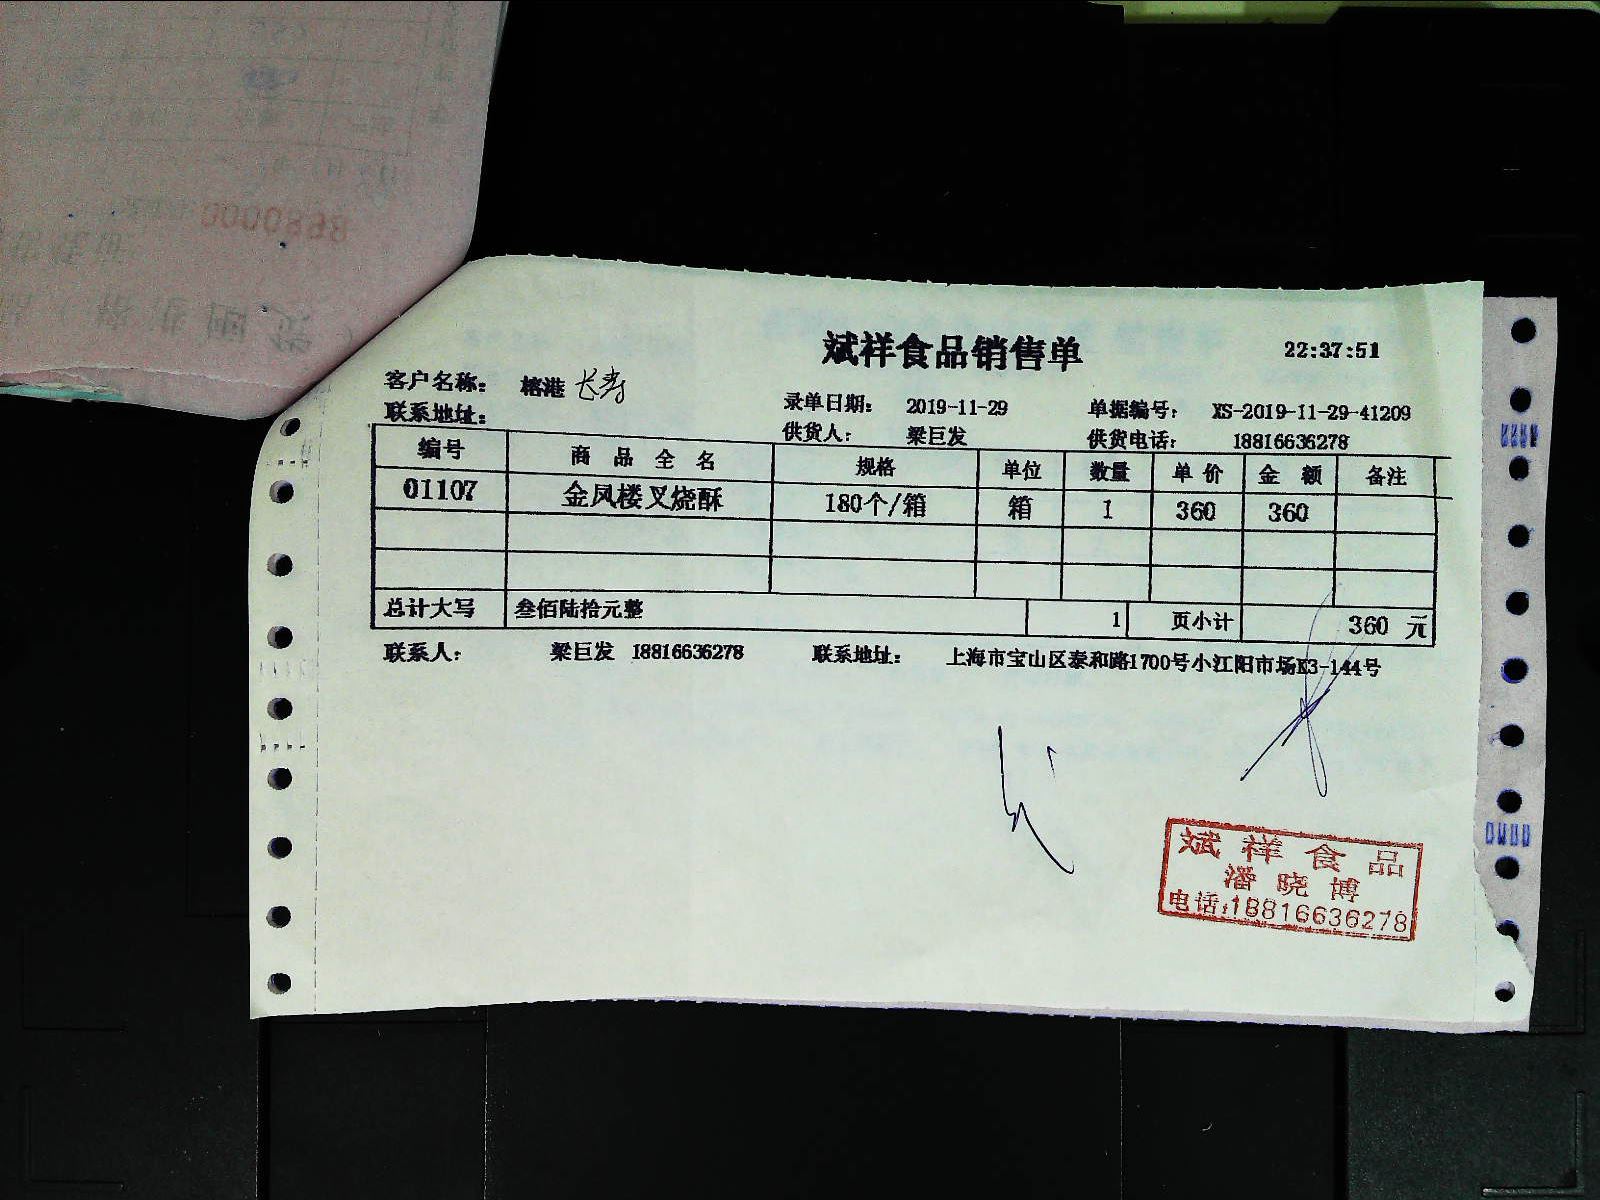 斌祥食品销售单
22:37:51
客户名称： 榕港 长寿
录单日期： 2019-11-29 单据编号： XS-2019-11-29-41209
联系地址：
供货人： 梁巨发 供货电话： 18816636278
编号 商品全名 规格 单位 数量 单价 金额 备注
01107 金凤楼叉烧酥 180个/箱 箱 1 360 360
总计大写 叁佰陆拾元整 1 页小计 360 元
联系人： 梁巨发 18816636278 联系地址： 上海市宝山区泰和路1700号小江阳市场K3-144号
斌祥食品
潘晓博
电话:18816636278